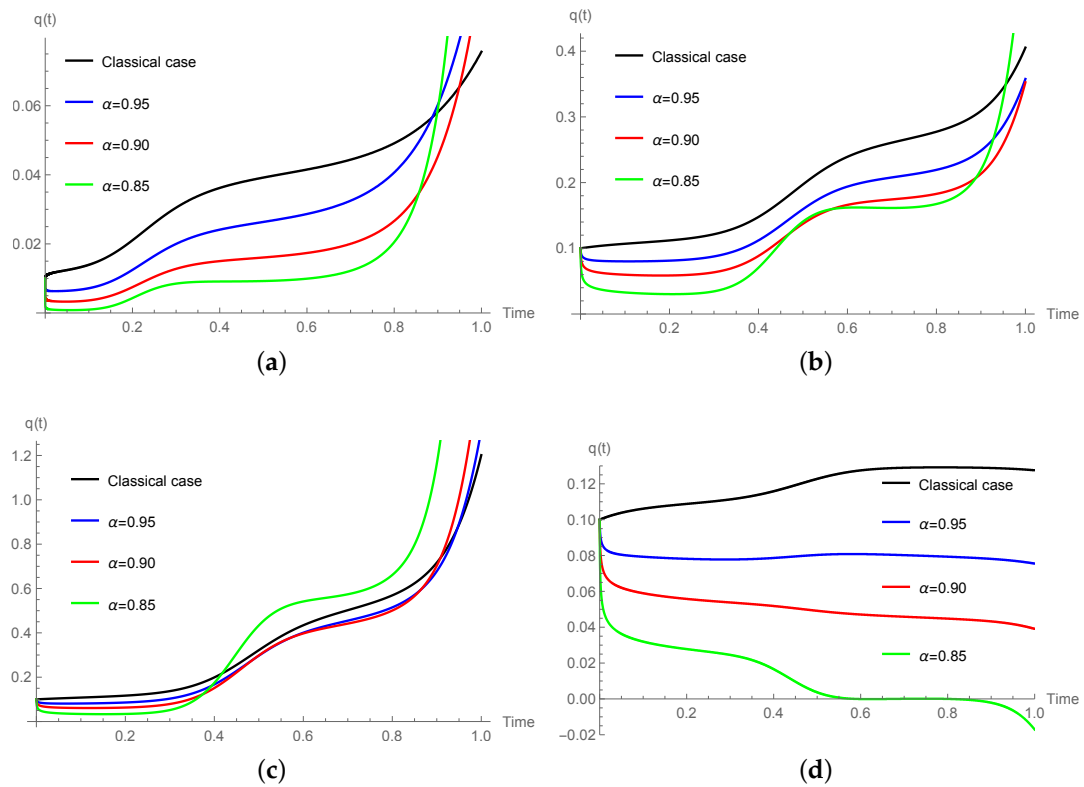 q(t)
Classical case
α=0.95
α=0.90
α=0.85
0.06
0.04
0.02
0.2 0.4 0.6 0.8 1.0
Time
(a)
q(t)
Classical case
α=0.95
α=0.90
α=0.85
0.4
0.3
0.2
0.1
0.2 0.4 0.6 0.8 1.0
Time
(b)
q(t)
Classical case
α=0.95
α=0.90
α=0.85
1.2
1.0
0.8
0.6
0.4
0.2
0.2 0.4 0.6 0.8 1.0
Time
(c)
q(t)
Classical case
α=0.95
α=0.90
α=0.85
0.12
0.10
0.08
0.06
0.04
0.02
0.00
-0.02
0.2 0.4 0.6 0.8 1.0
Time
(d)